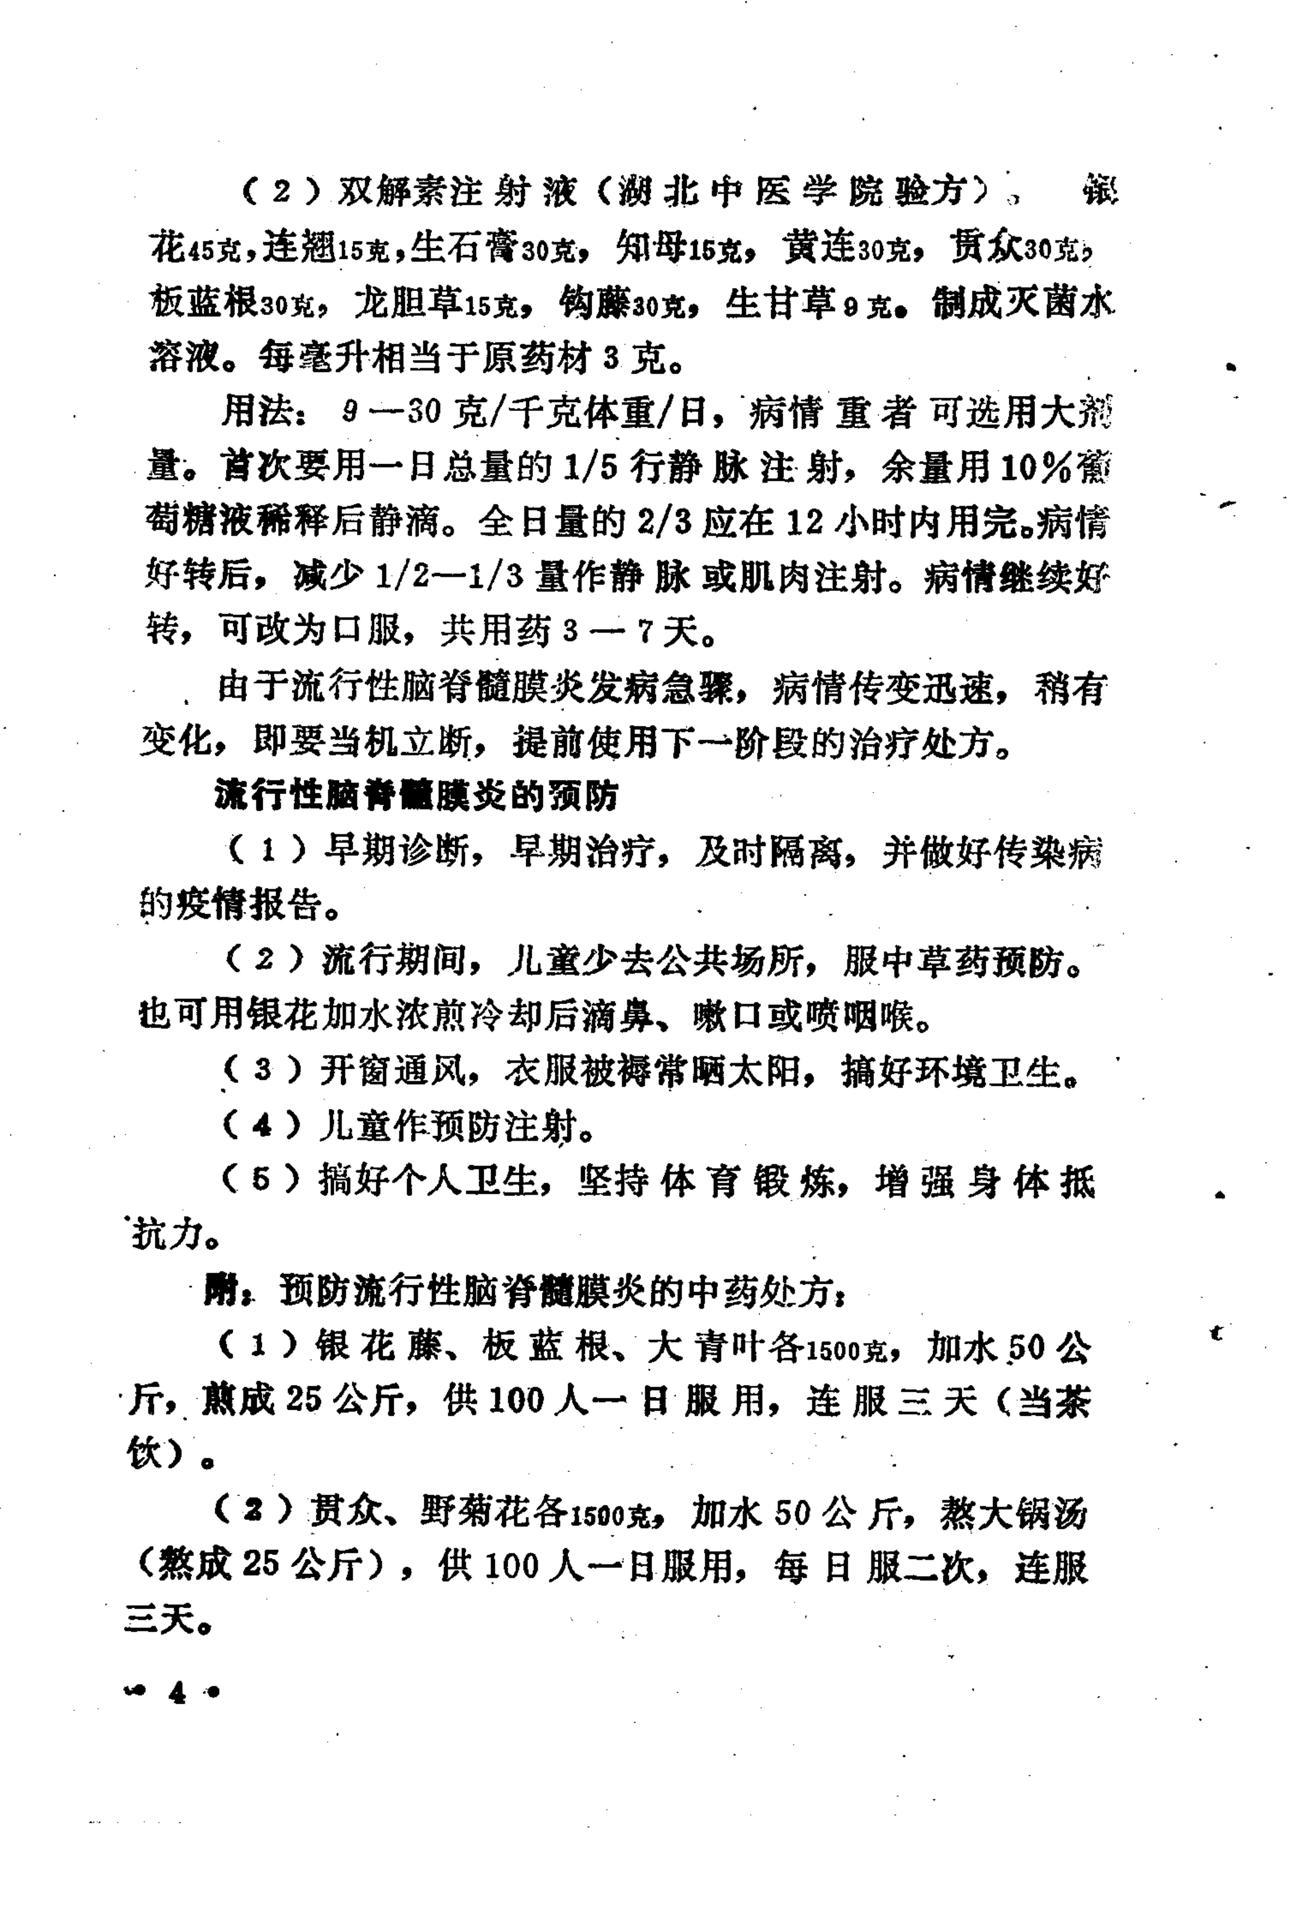 （2）双解素注射液（湖北中医学院验方）。 银
花45克，连翘15克，生石膏30克，知母15克，黄连30克，贯众30克，
板蓝根30克，龙胆草15克，钩藤30克，生甘草9克。制成灭菌水
溶液。每毫升相当于原药材3克。
用法：9—30克/千克体重/日，病情重者可选用大剂
量。首次要用一日总量的1/5行静脉注射，余量用10%葡
萄糖液稀释后静滴。全日量的2/3应在12小时内用完。病情
好转后，减少1/2—1/3量作静脉或肌肉注射。病情继续好
转，可改为口服，共用药3—7天。
由于流行性脑脊髓膜炎发病急骤，病情传变迅速，稍有
变化，即要当机立断，提前使用下一阶段的治疗处方。
流行性脑脊髓膜炎的预防
（1）早期诊断，早期治疗，及时隔离，并做好传染病
的疫情报告。
（2）流行期间，儿童少去公共场所，服中草药预防。
也可用银花加水浓煎冷却后滴鼻、嗽口或喷咽喉。
（3）开窗通风，衣服被褥常晒太阳，搞好环境卫生。
（4）儿童作预防注射。
（5）搞好个人卫生，坚持体育锻炼，增强身体抵
抗力。
附：预防流行性脑脊髓膜炎的中药处方：
（1）银花藤、板蓝根、大青叶各1500克，加水50公
斤，煎成25公斤，供100人一日服用，连服三天（当茶
饮）。
（2）贯众、野菊花各1500克，加水50公斤，熬大锅汤
（熬成25公斤），供100人一日服用，每日服二次，连服
三天。
• 4 •